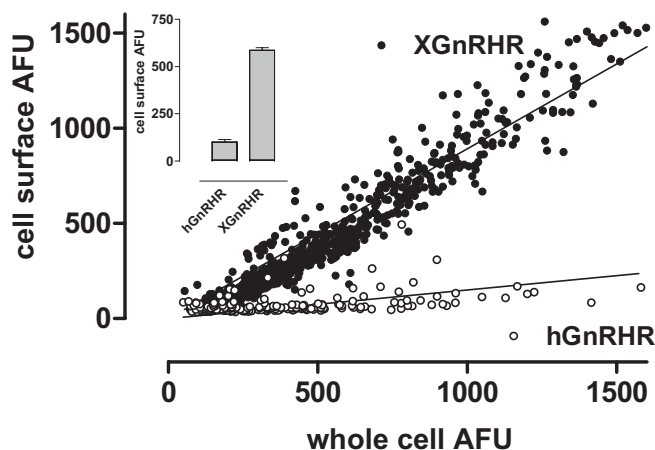 1500
1000
500
0
cell surface AFU
750
500
250
0
cell surface AFU
hGnRHR
XGnRHR
XGnRHR
hGnRHR
0
500
1000
1500
whole cell AFU